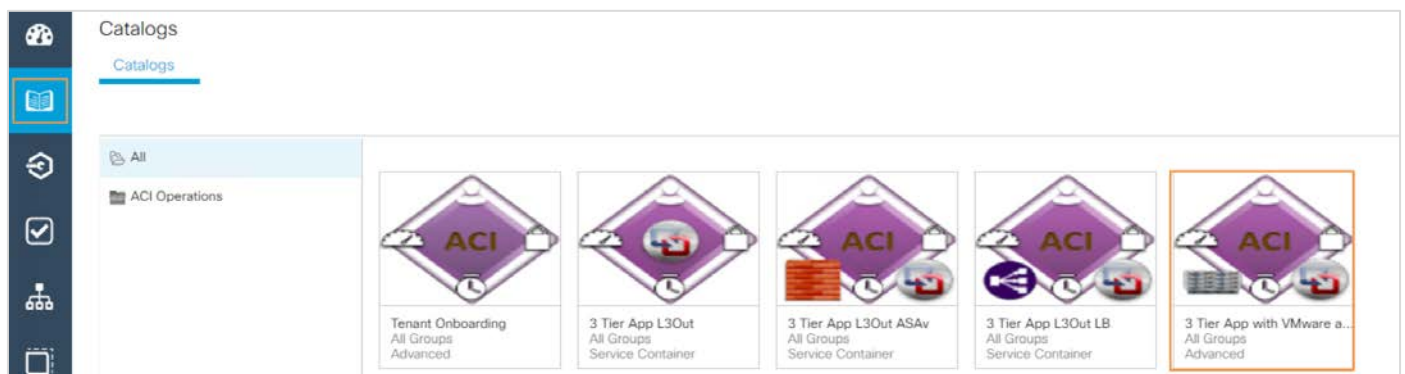 Catalogs
Catalogs
All
ACI Operations
ACI
ACI
ACI
ACI
Tenant Onboarding
All Groups
Advanced
3 Tier App L3Out
All Groups
Service Container
3 Tier App L3Out ASAv
All Groups
Service Container
3 Tier App L3Out LB
All Groups
Service Container
3 Tier App with VMware a...
All Groups
Advanced